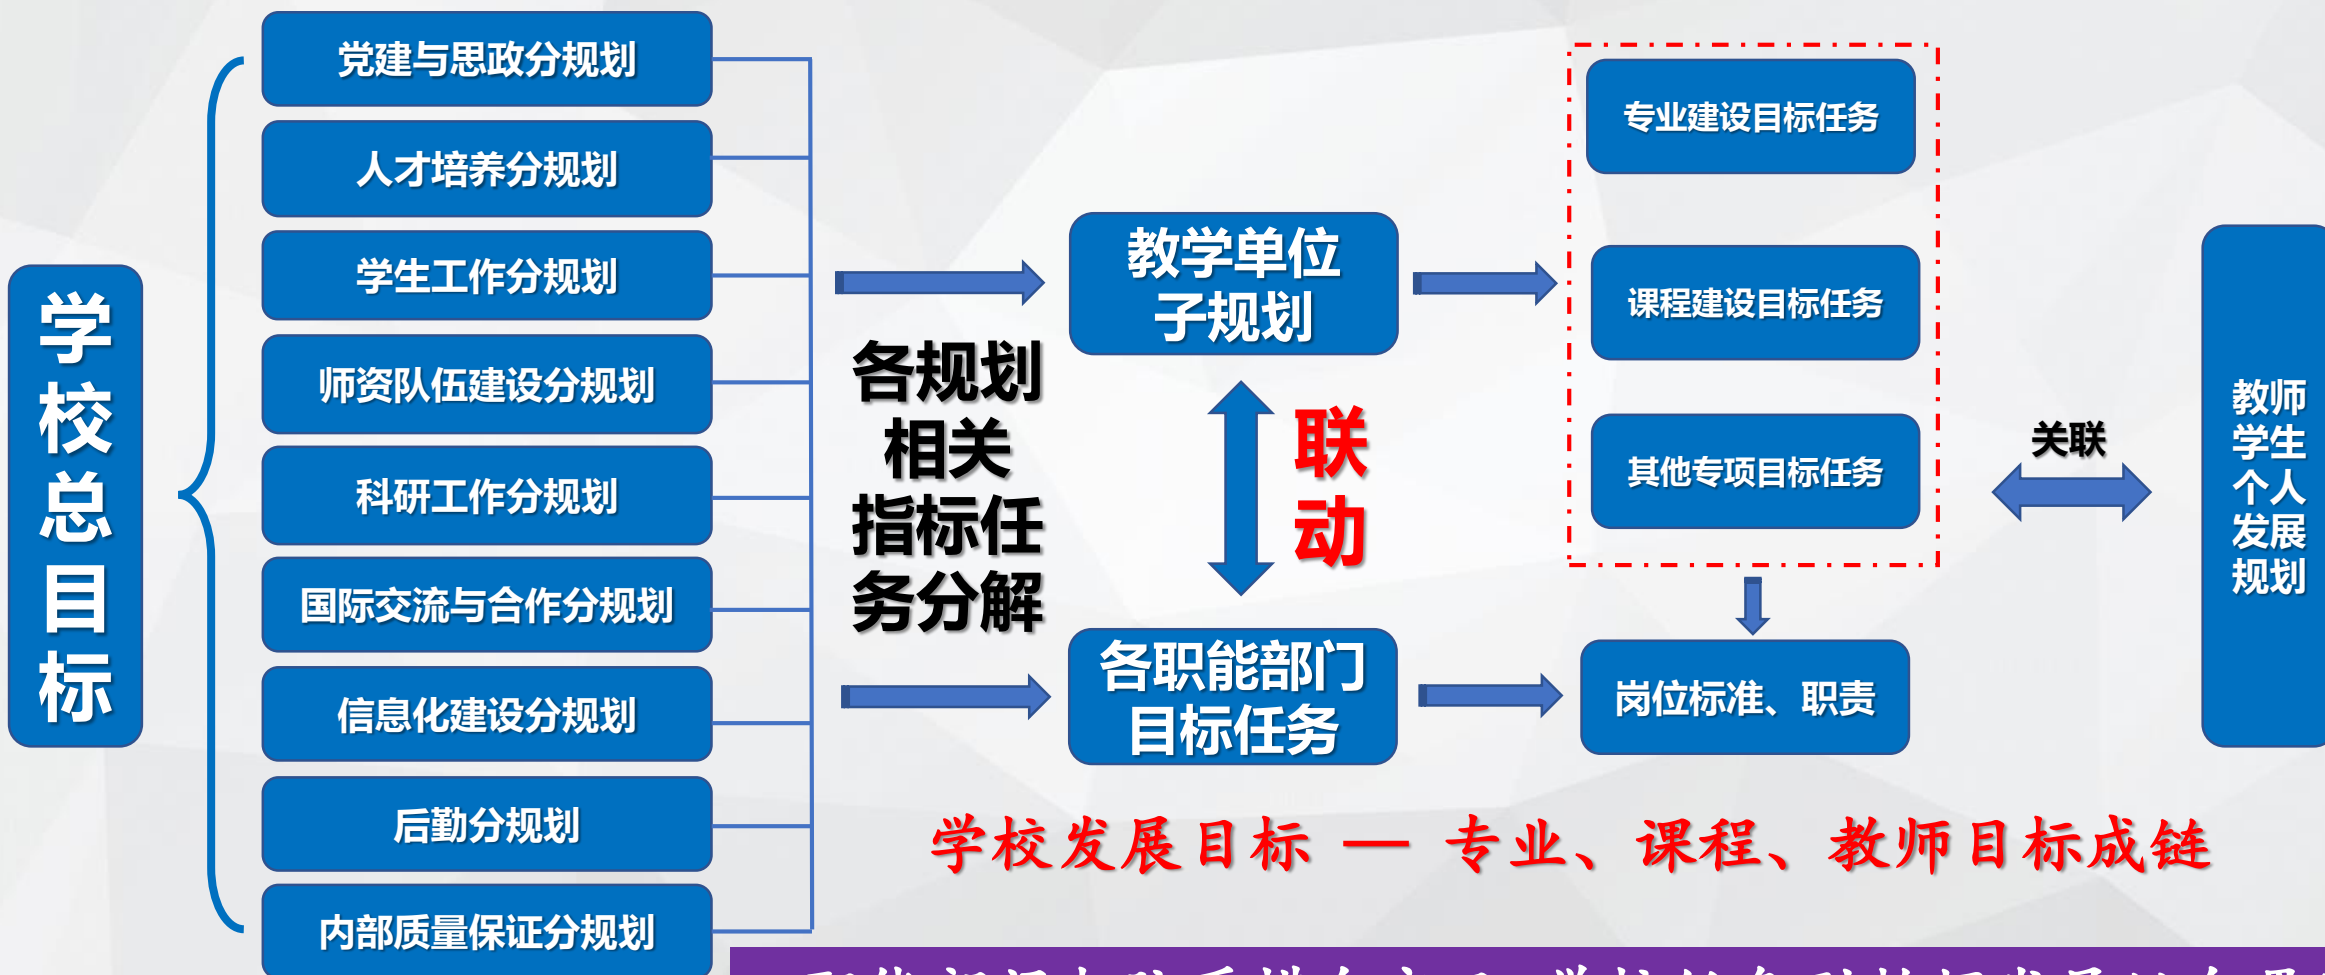 学校总目标
党建与思政分规划
人才培养分规划
学生工作分规划
师资队伍建设分规划
科研工作分规划
国际交流与合作分规划
信息化建设分规划
后勤分规划
内部质量保证分规划
各规划
相关
指标任
务分解
教学单位
子规划
联动
各职能部门
目标任务
专业建设目标任务
课程建设目标任务
其他专项目标任务
岗位标准、职责
关联
教师
学生
个人
发展
规划
学校发展目标 — 专业、课程、教师目标成链